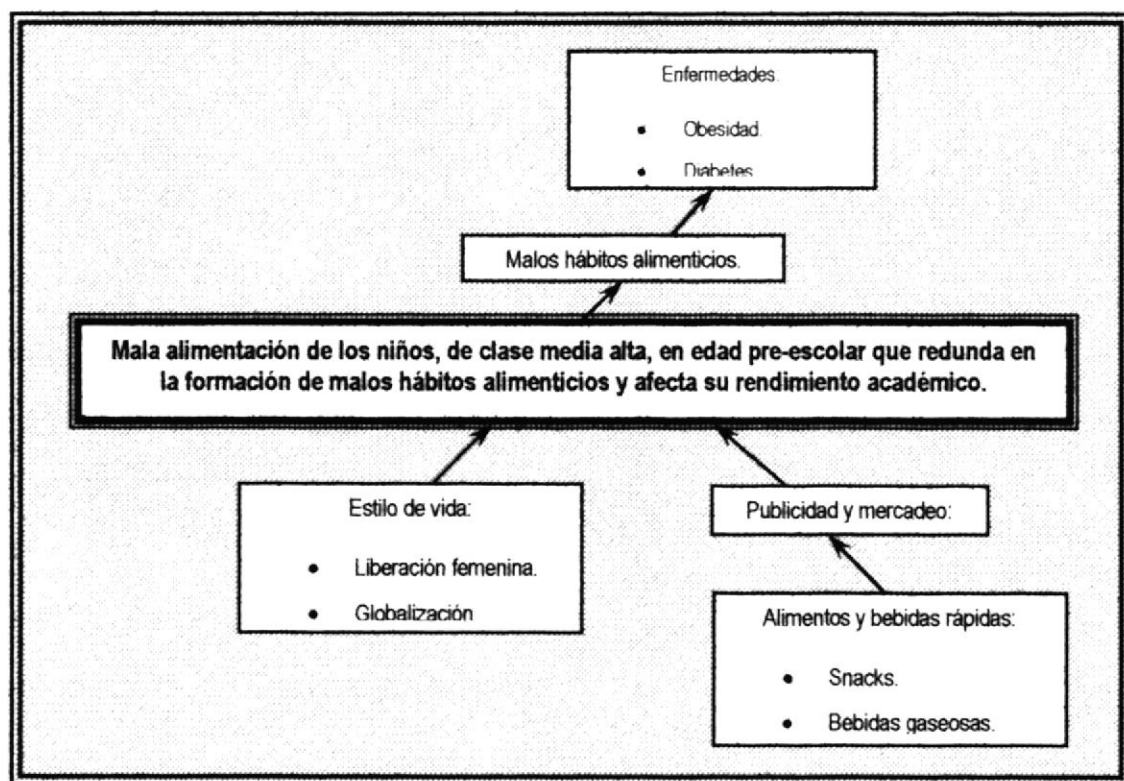 Enfermedades.
• Obesidad.
• Diabetes
Malos hábitos alimenticios.
Mala alimentación de los niños, de clase media alta, en edad pre-escolar que redunda en
la formación de malos hábitos alimenticios y afecta su rendimiento académico.
Estilo de vida:
• Liberación femenina.
• Globalización
Publicidad y mercadeo:
Alimentos y bebidas rápidas:
• Snacks.
• Bebidas gaseosas.